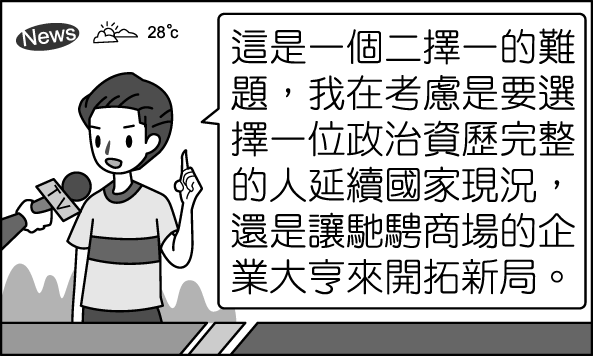 News
28°c
這是一個二擇一的難
題，我在考慮是要選
擇一位政治資歷完整
的人延續國家現況，
還是讓馳騁商場的企
業大亨來開拓新局。
TV